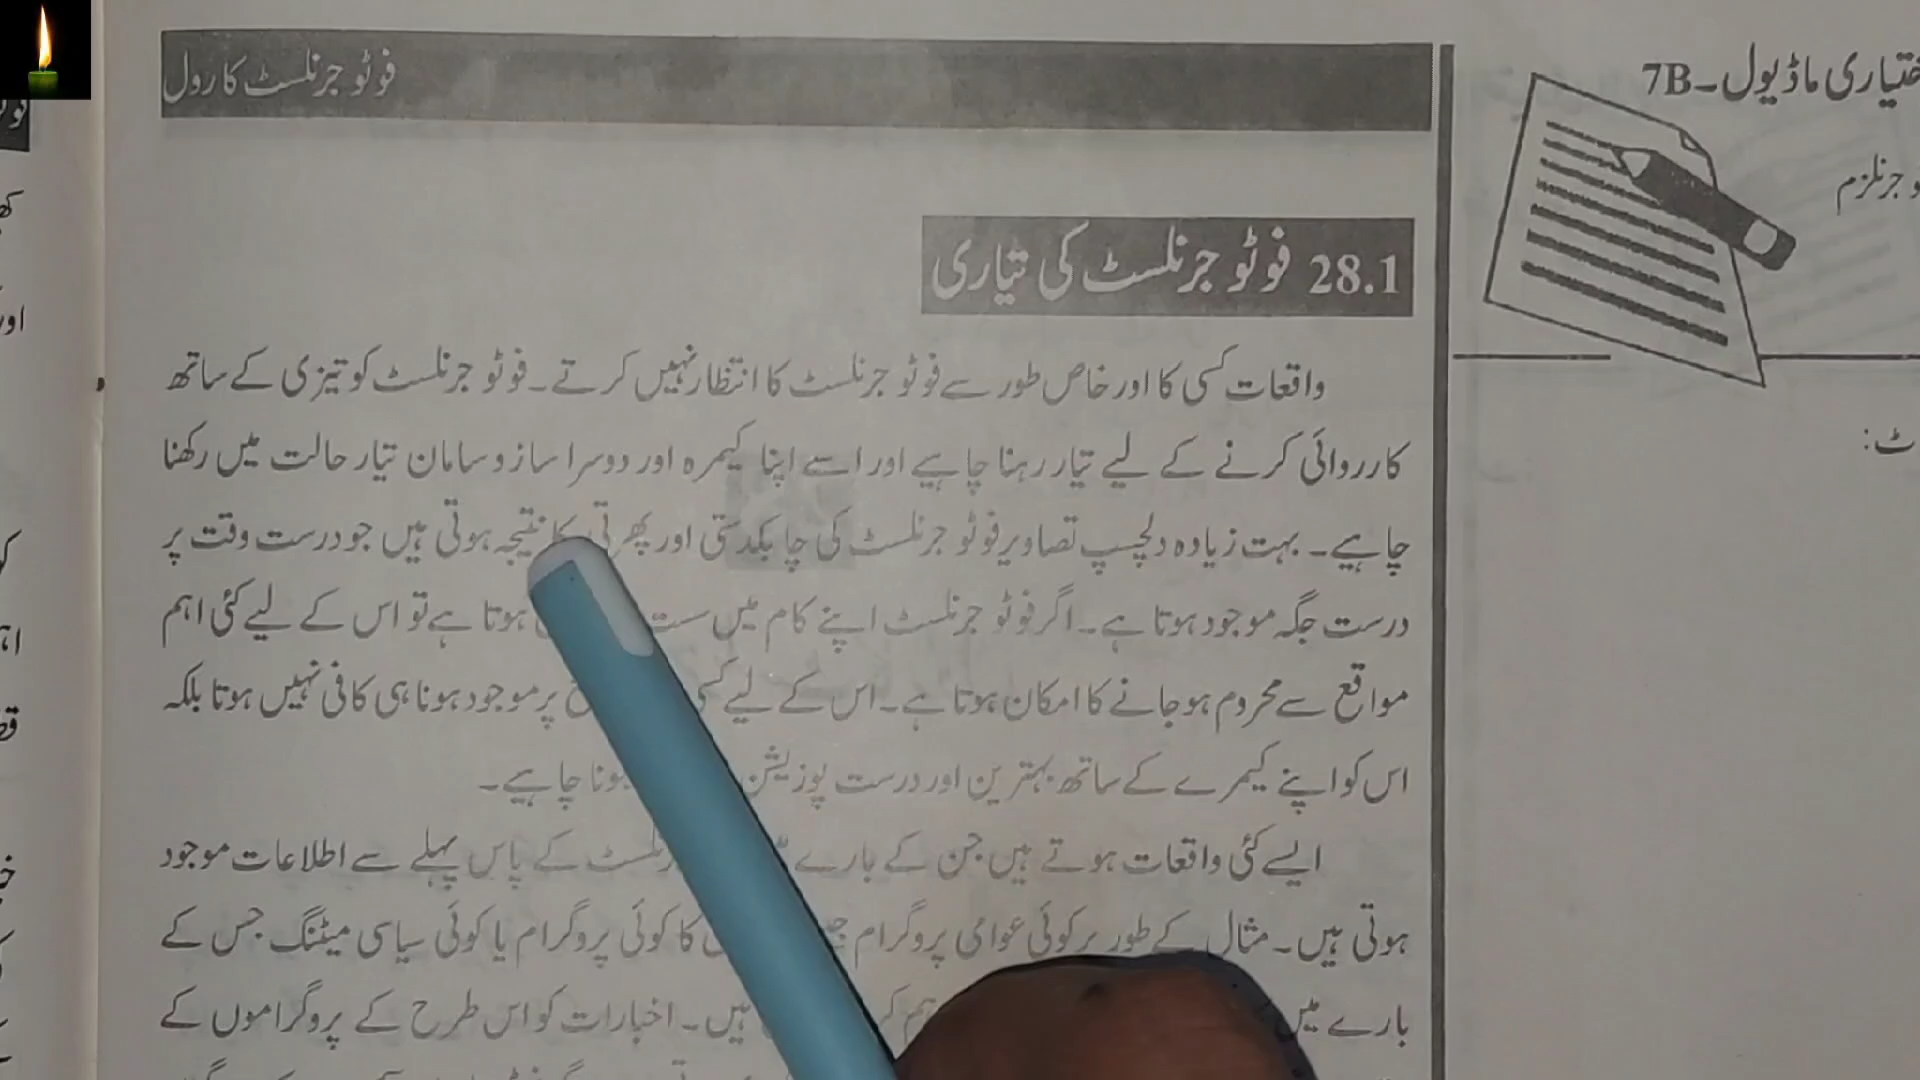 فوٹو جرنلسٹ کا رول
اختیاری ماڈیول۔7B
جرنلزم
28.1 فوٹو جرنلسٹ کی تیاری
واقعات کسی کا اور خاص طور سے فوٹو جرنلسٹ کا انتظار نہیں کرتے۔ فوٹو جرنلسٹ کو تیزی کے ساتھ
کارروائی کرنے کے لیے تیار رہنا چاہیے اور اسے اپنا کیمرہ اور دوسرا ساز و سامان تیار حالت میں رکھنا
چاہیے۔ بہت زیادہ دلچسپ تصاویر فوٹو جرنلسٹ کی چابکدستی اور پھرتی کا نتیجہ ہوتی ہیں جو درست وقت پر
درست جگہ موجود ہوتا ہے۔ اگر فوٹو جرنلسٹ اپنے کام میں ست ہوتا ہے تو اس کے لیے کئی اہم
مواقع سے محروم ہو جانے کا امکان ہوتا ہے۔ اس کے لیے کسی پر موجود ہونا ہی کافی نہیں ہوتا بلکہ
اس کو اپنے کیمرے کے ساتھ بہترین اور درست پوزیشن ہونا چاہیے۔
ایسے کئی واقعات ہوتے ہیں جن کے بارے کے پاس پہلے سے اطلاعات موجود
ہوتی ہیں۔ مثال کے طور پر کوئی عوامی پروگرام کا کوئی پروگرام یا کوئی سیاسی میٹنگ جس کے
بارے میں ہیں۔ اخبارات کو اس طرح کے پروگراموں کے